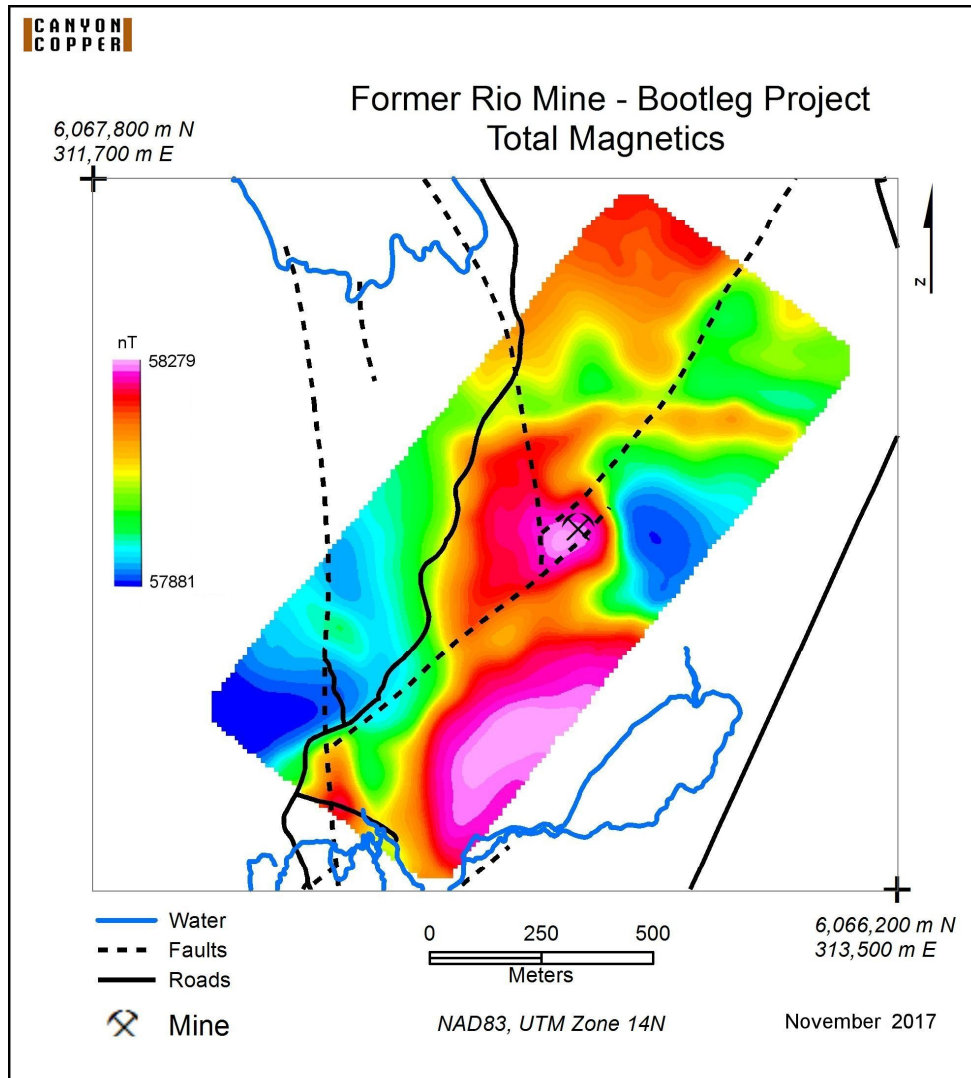 CANYON
COPPER
Former Rio Mine - Bootleg Project
Total Magnetics
6,067,800 m N
311,700 m E
N
nT
58279
57881
Water
Faults
Roads
Mine
0 250 500
Meters
NAD83, UTM Zone 14N
6,066,200 m N
313,500 m E
November 2017